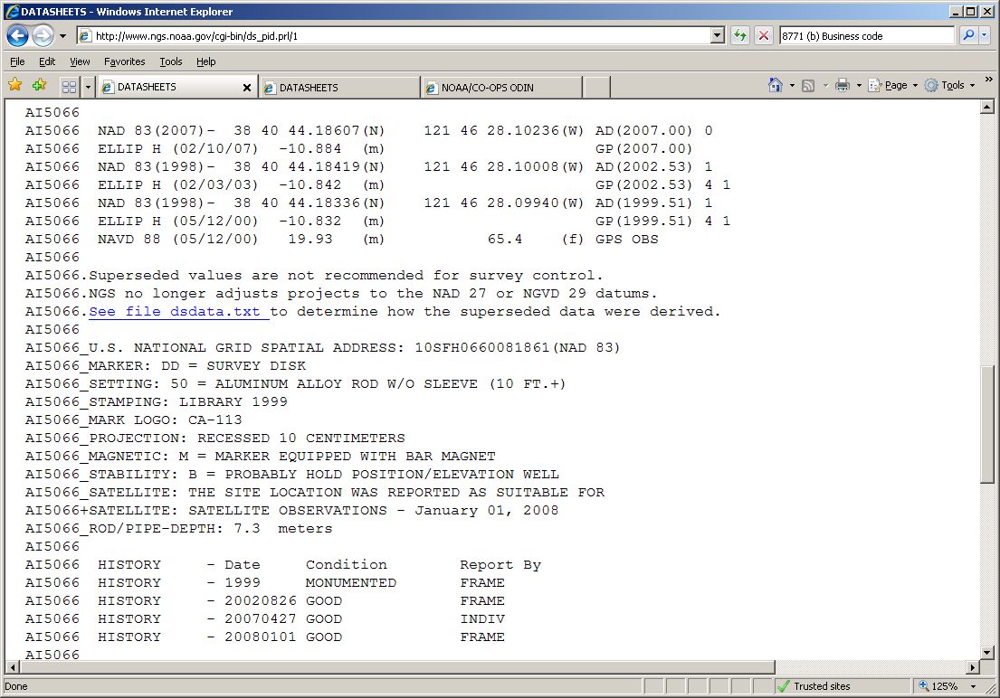 DATASHEETS - Windows Internet Explorer
http://www.ngs.noaa.gov/cgi-bin/ds_pid.prl/1 8771 (b) Business code
File Edit View Favorites Tools Help
DATASHEETS DATASHEETS NOAA/CO-OPS ODIN Page Tools
AI5066
AI5066  NAD 83(2007)-  38 40 44.18607(N)    121 46 28.10236(W) AD(2007.00) 0
AI5066  ELLIP H (02/10/07)  -10.884  (m)                       GP(2007.00)
AI5066  NAD 83(1998)-  38 40 44.18419(N)    121 46 28.10008(W) AD(2002.53) 1
AI5066  ELLIP H (02/03/03)  -10.842  (m)                       GP(2002.53) 4 1
AI5066  NAD 83(1998)-  38 40 44.18336(N)    121 46 28.09940(W) AD(1999.51) 1
AI5066  ELLIP H (05/12/00)  -10.832  (m)                       GP(1999.51) 4 1
AI5066  NAVD 88 (05/12/00)   19.93   (m)           65.4    (f) GPS OBS
AI5066
AI5066.Superseded values are not recommended for survey control.
AI5066.NGS no longer adjusts projects to the NAD 27 or NGVD 29 datums.
AI5066.See file dsdata.txt to determine how the superseded data were derived.
AI5066
AI5066_U.S. NATIONAL GRID SPATIAL ADDRESS: 10SFH0660081861(NAD 83)
AI5066_MARKER: DD = SURVEY DISK
AI5066_SETTING: 50 = ALUMINUM ALLOY ROD W/O SLEEVE (10 FT.+)
AI5066_STAMPING: LIBRARY 1999
AI5066_MARK LOGO: CA-113
AI5066_PROJECTION: RECESSED 10 CENTIMETERS
AI5066_MAGNETIC: M = MARKER EQUIPPED WITH BAR MAGNET
AI5066_STABILITY: B = PROBABLY HOLD POSITION/ELEVATION WELL
AI5066_SATELLITE: THE SITE LOCATION WAS REPORTED AS SUITABLE FOR
AI5066+SATELLITE: SATELLITE OBSERVATIONS - January 01, 2008
AI5066_ROD/PIPE-DEPTH: 7.3  meters
AI5066
AI5066  HISTORY     - Date     Condition        Report By
AI5066  HISTORY     - 1999     MONUMENTED       FRAME
AI5066  HISTORY     - 20020826 GOOD             FRAME
AI5066  HISTORY     - 20070427 GOOD             INDIV
AI5066  HISTORY     - 20080101 GOOD             FRAME
AI5066
Done Trusted sites 125%